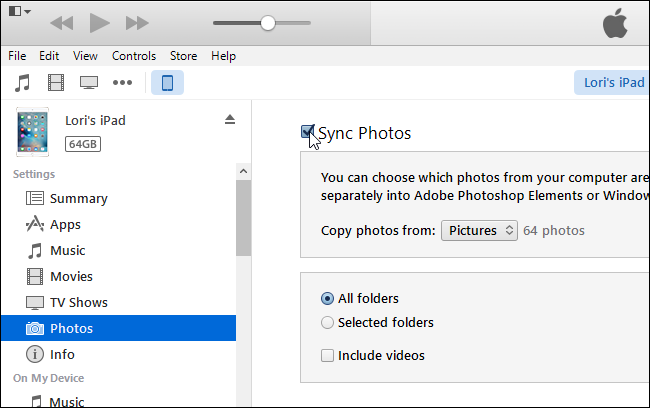 File Edit View Controls Store Help
Lori's iPad
Lori's iPad
64GB
Settings
Summary
Apps
Music
Movies
TV Shows
Photos
Info
On My Device
Music
Sync Photos
You can choose which photos from your computer are
separately into Adobe Photoshop Elements or Window
Copy photos from: Pictures 64 photos
All folders
Selected folders
Include videos